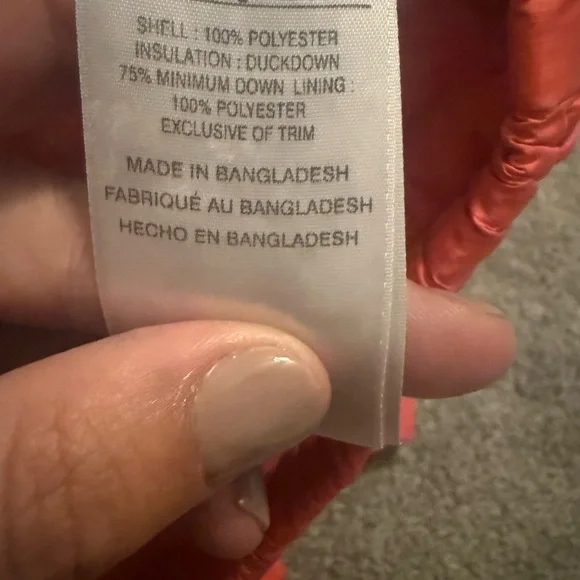 SHELL : 100% POLYESTER
INSULATION : DUCKDOWN
75% MINIMUM DOWN LINING :
100% POLYESTER
EXCLUSIVE OF TRIM
MADE IN BANGLADESH
FABRIQUÉ AU BANGLADESH
HECHO EN BANGLADESH